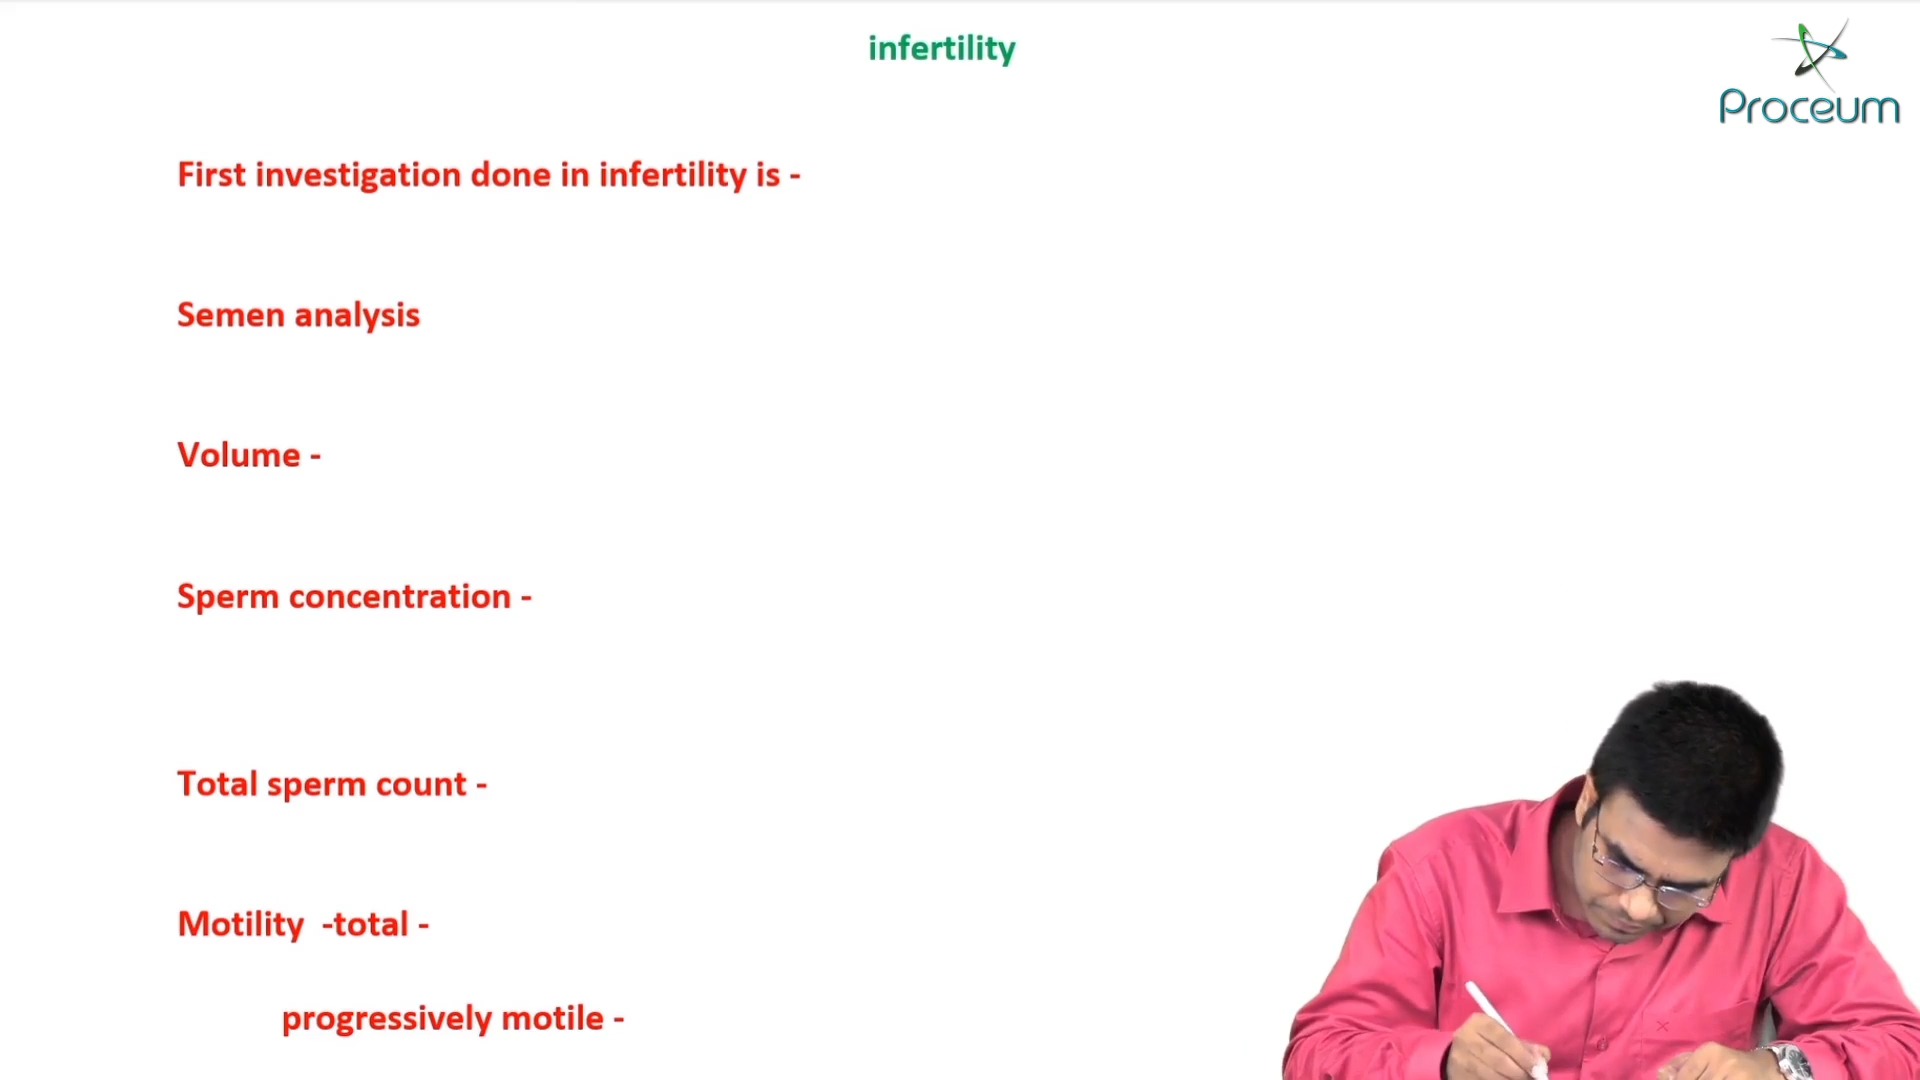 infertility
Proceum
First investigation done in infertility is -
Semen analysis
Volume -
Sperm concentration -
Total sperm count -
Motility -total -
progressively motile -